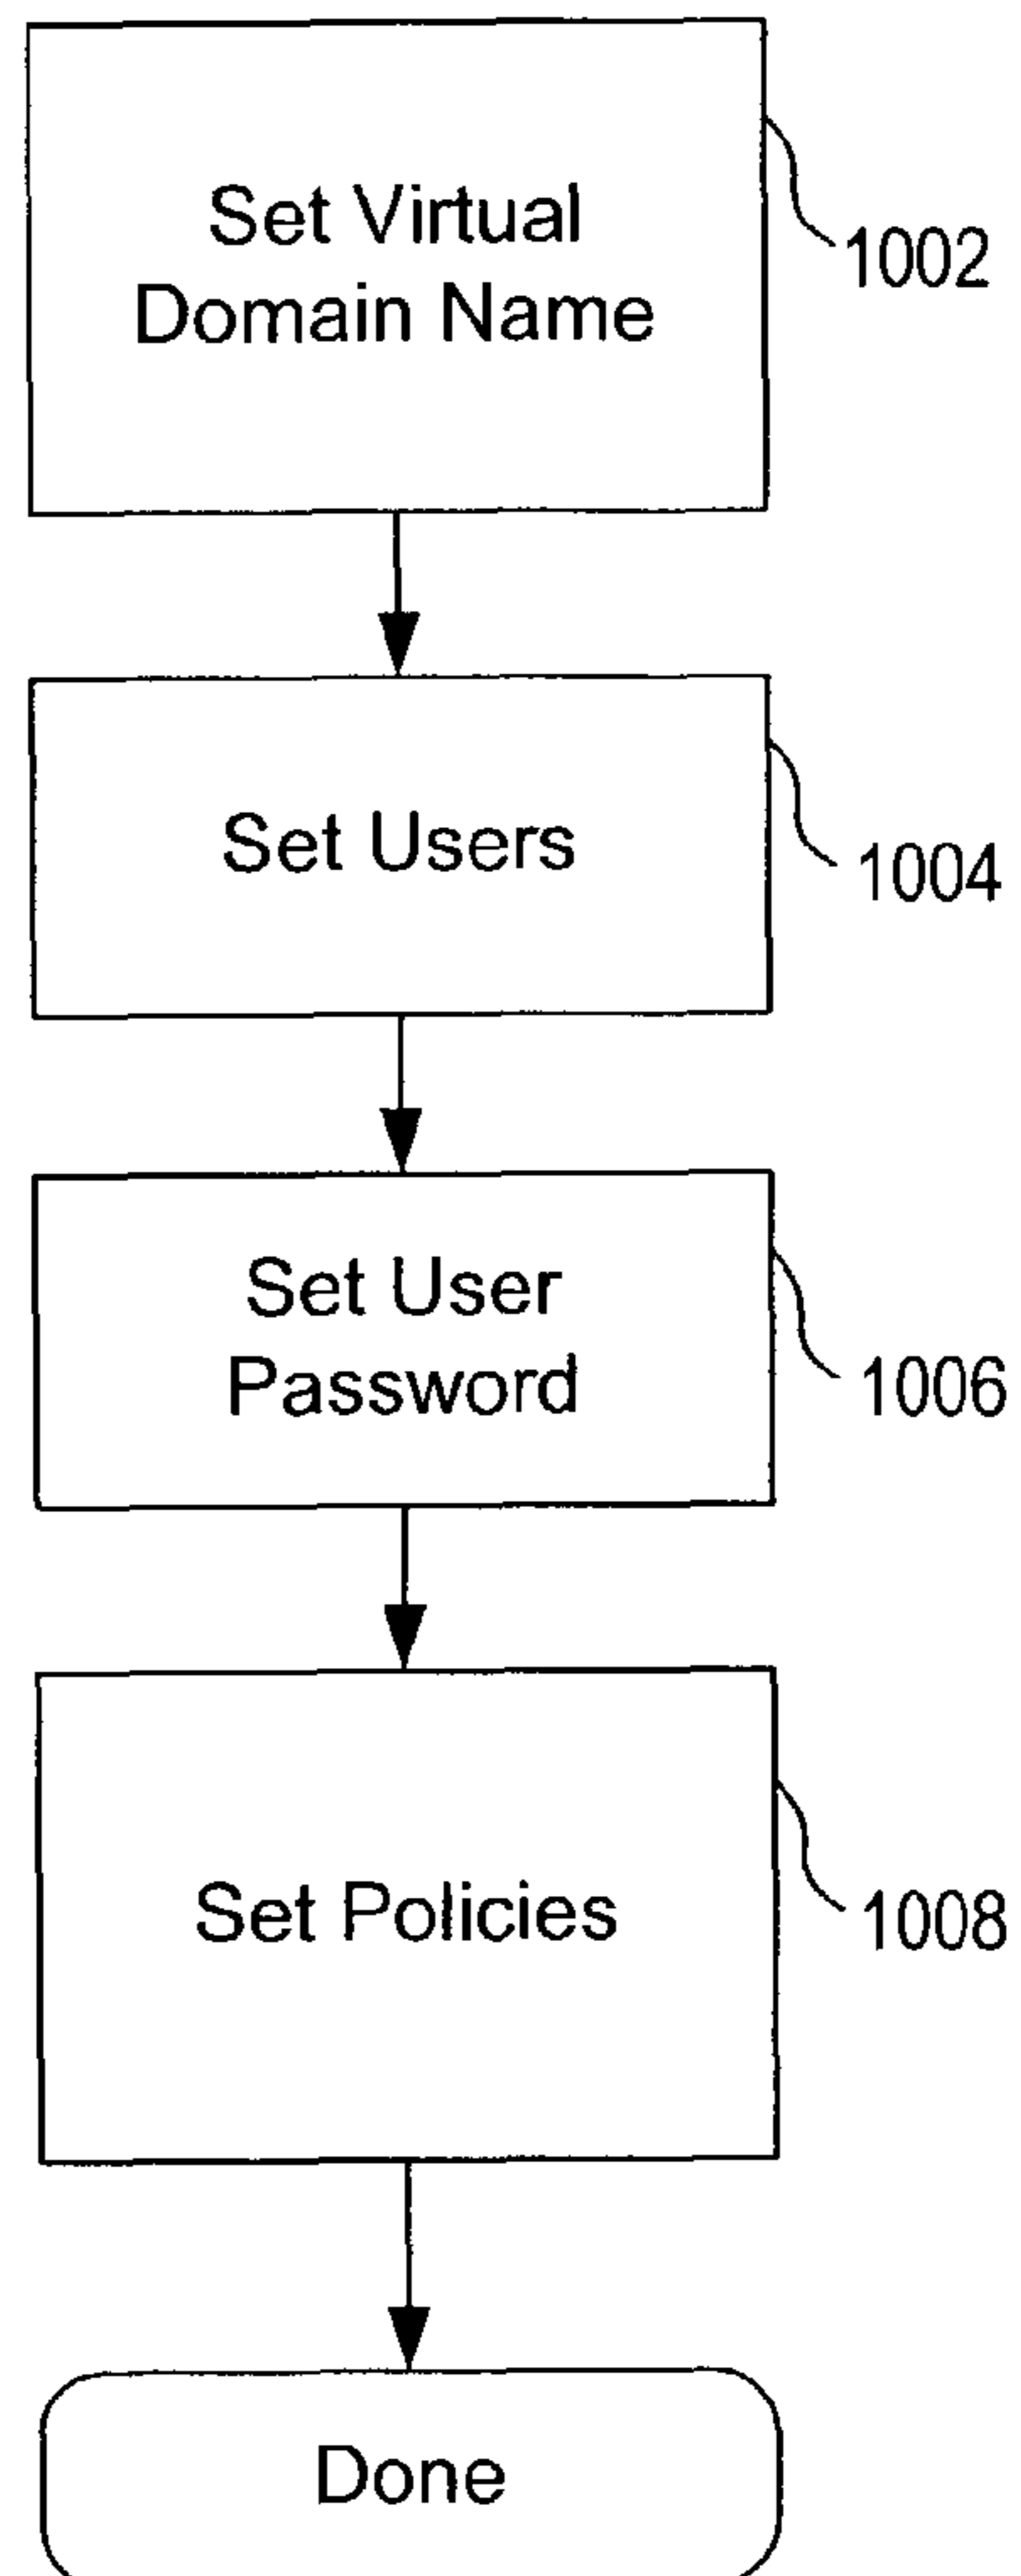 Set Virtual
Domain Name
1002
Set Users
1004
Set User
Password
1006
Set Policies
1008
Done